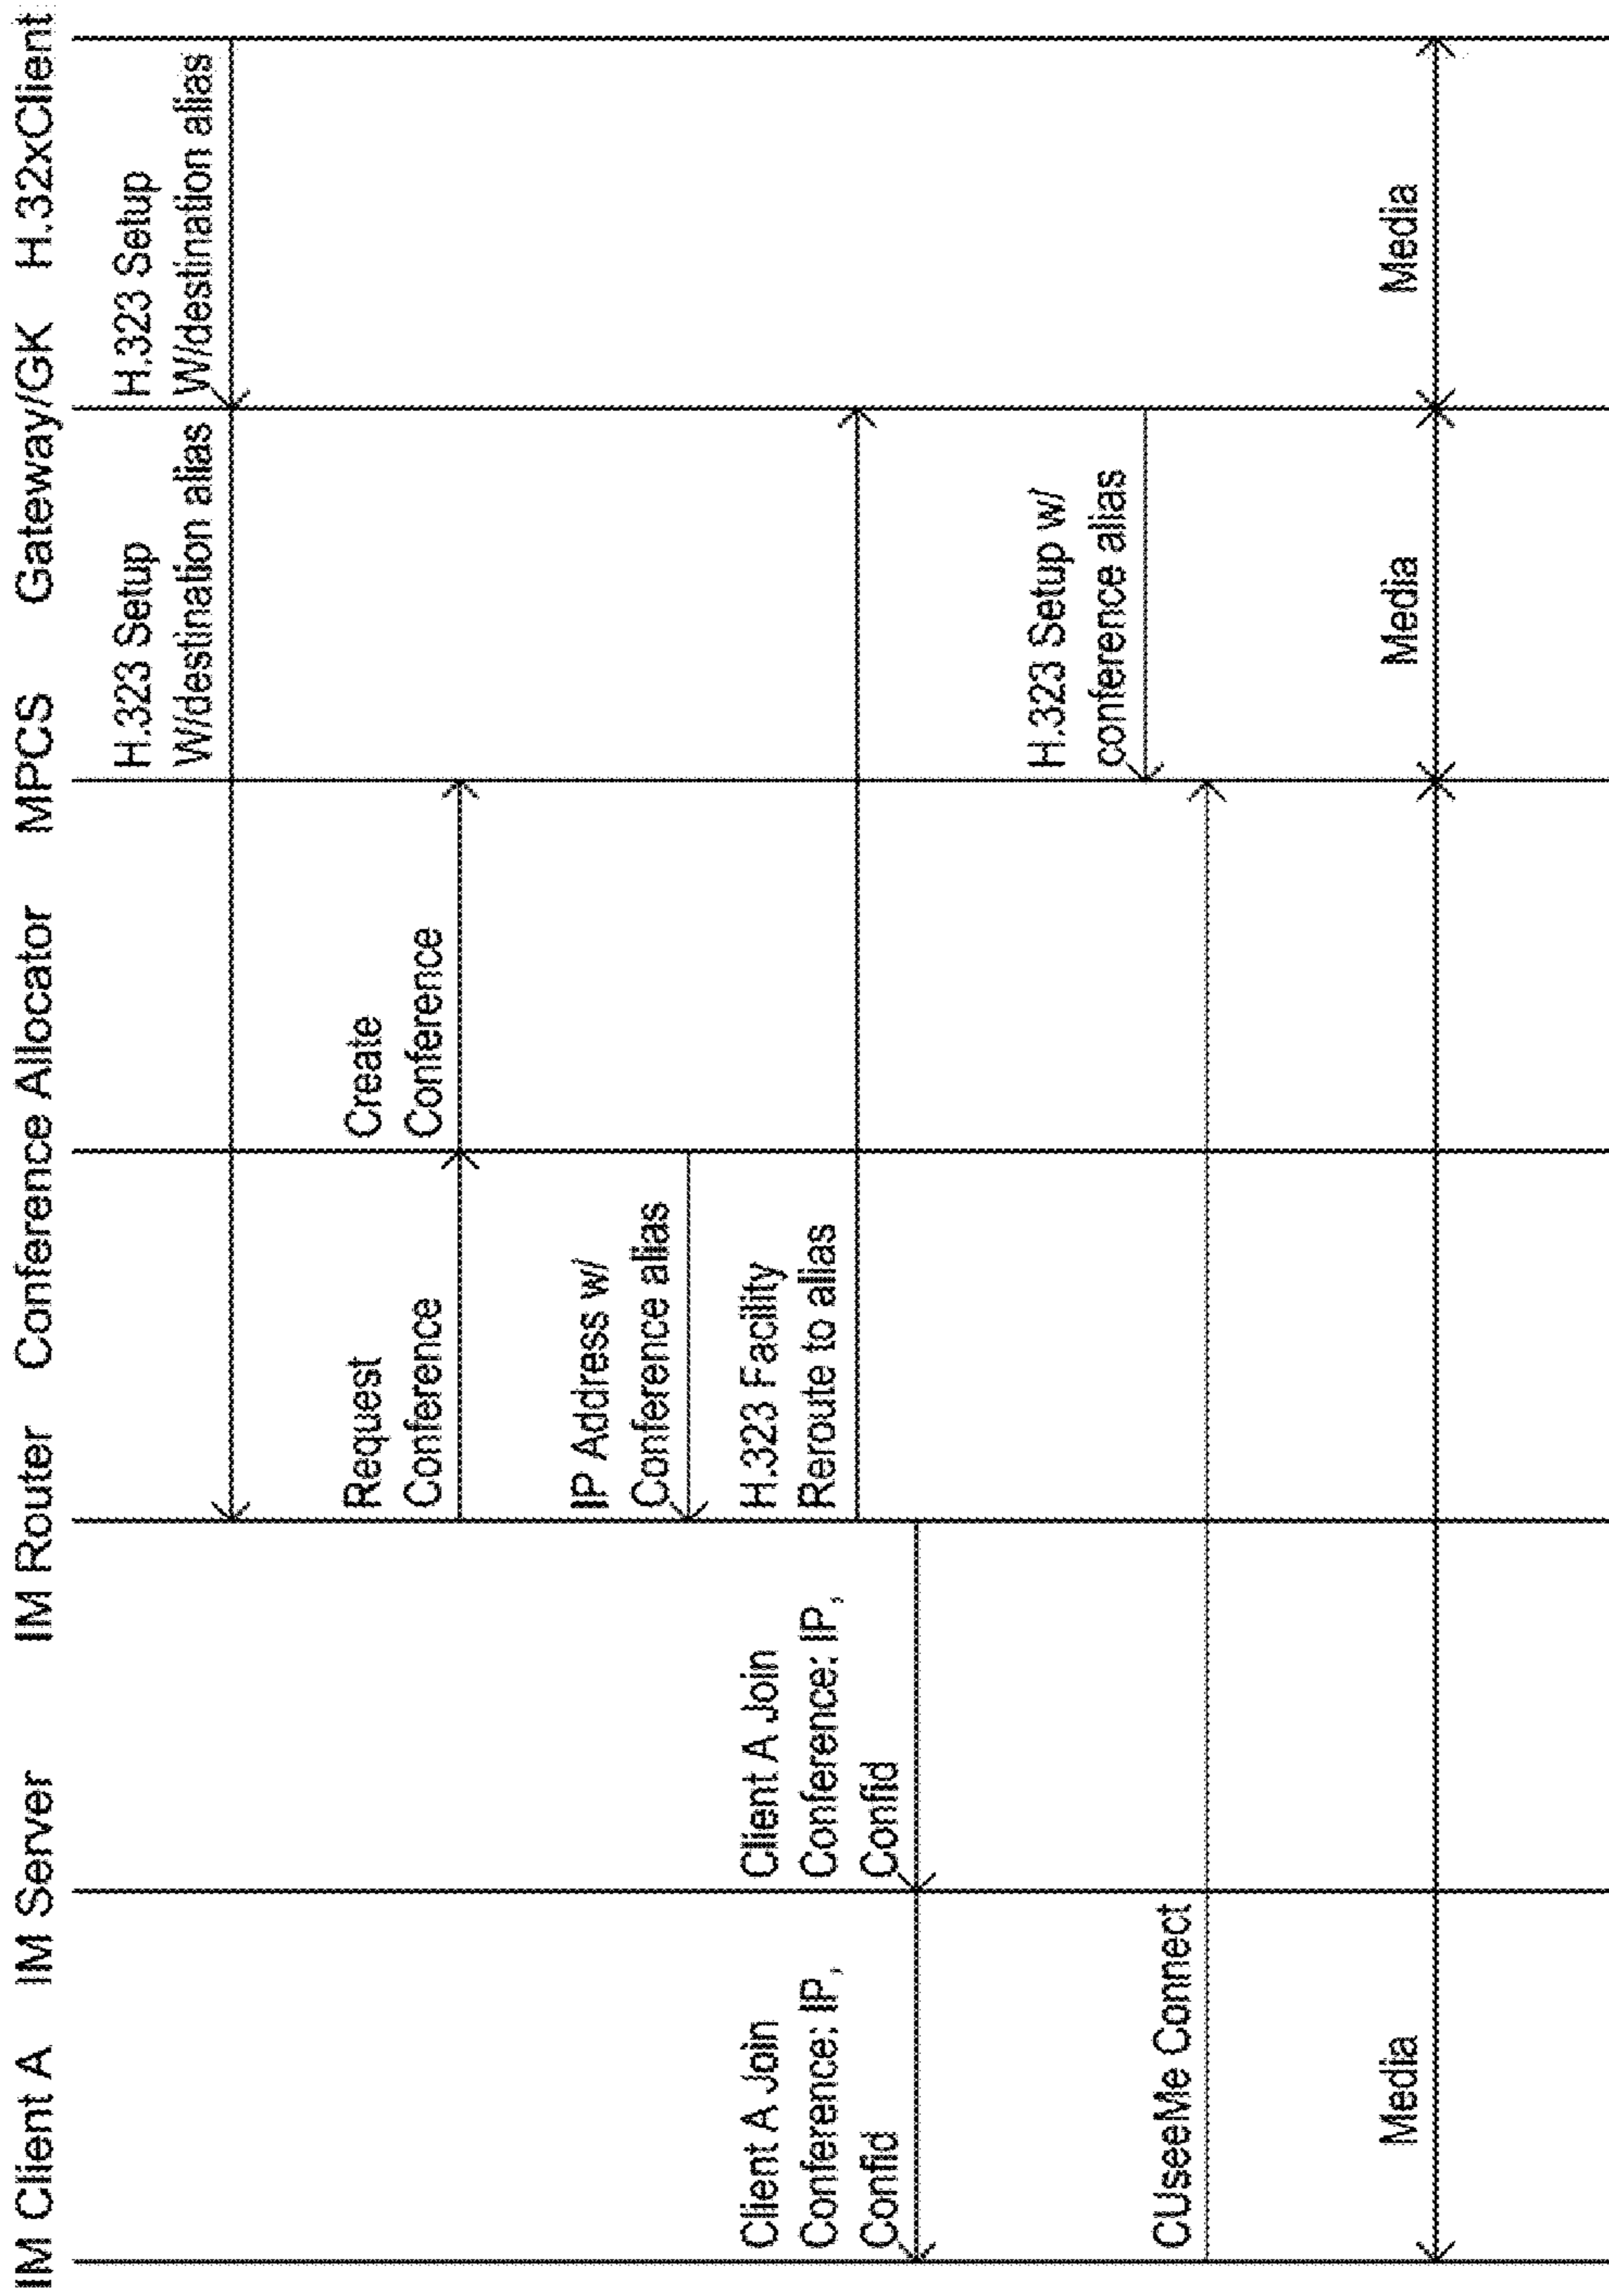 IM Client A IM Server IM Router Conference Allocator MPCS Gateway/GK H.32xClient
H.323 Setup
W/destination alias
H.323 Setup
W/destination alias
Request
Conference
Create
Conference
IP Address w/
Conference alias
Client A Join
Conference: IP,
Confid
Client A Join
Conference: IP,
Confid
H.323 Facility
Reroute to alias
H.323 Setup w/
conference alias
CUseeMe Connect
Media
Media
Media